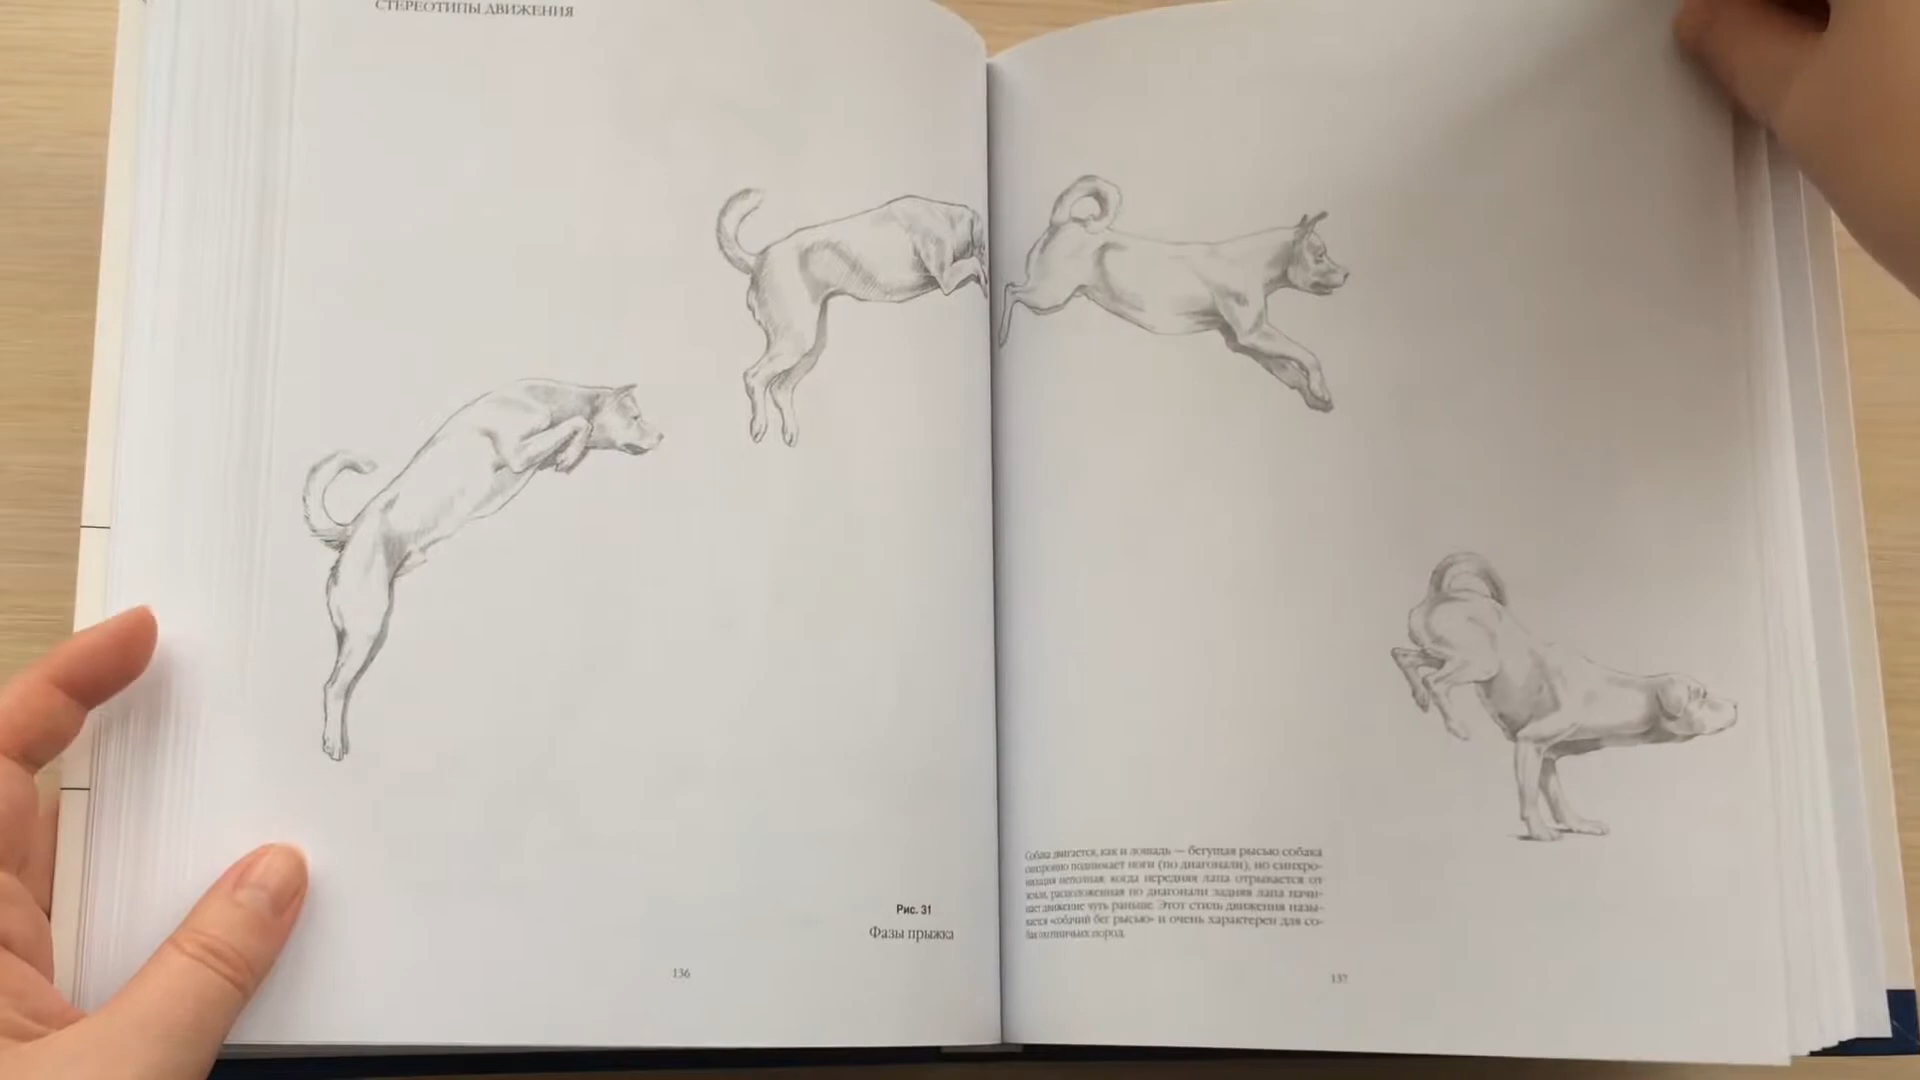 СТЕРЕОТИПЫ ДВИЖЕНИЯ
Рис. 31
Фазы прыжка
136
Собака двигается, как и лошадь — бегущая рысью собака
синхронно поднимает ноги (по диагонали), но синхро-
низация неполная: когда передняя лапа отрывается от
земли, расположенная по диагонали задняя лапа начи-
нает движение чуть раньше. Этот стиль движения назы-
вается «собачий бег рысью» и очень характерен для со-
бак охотничьих пород.
137